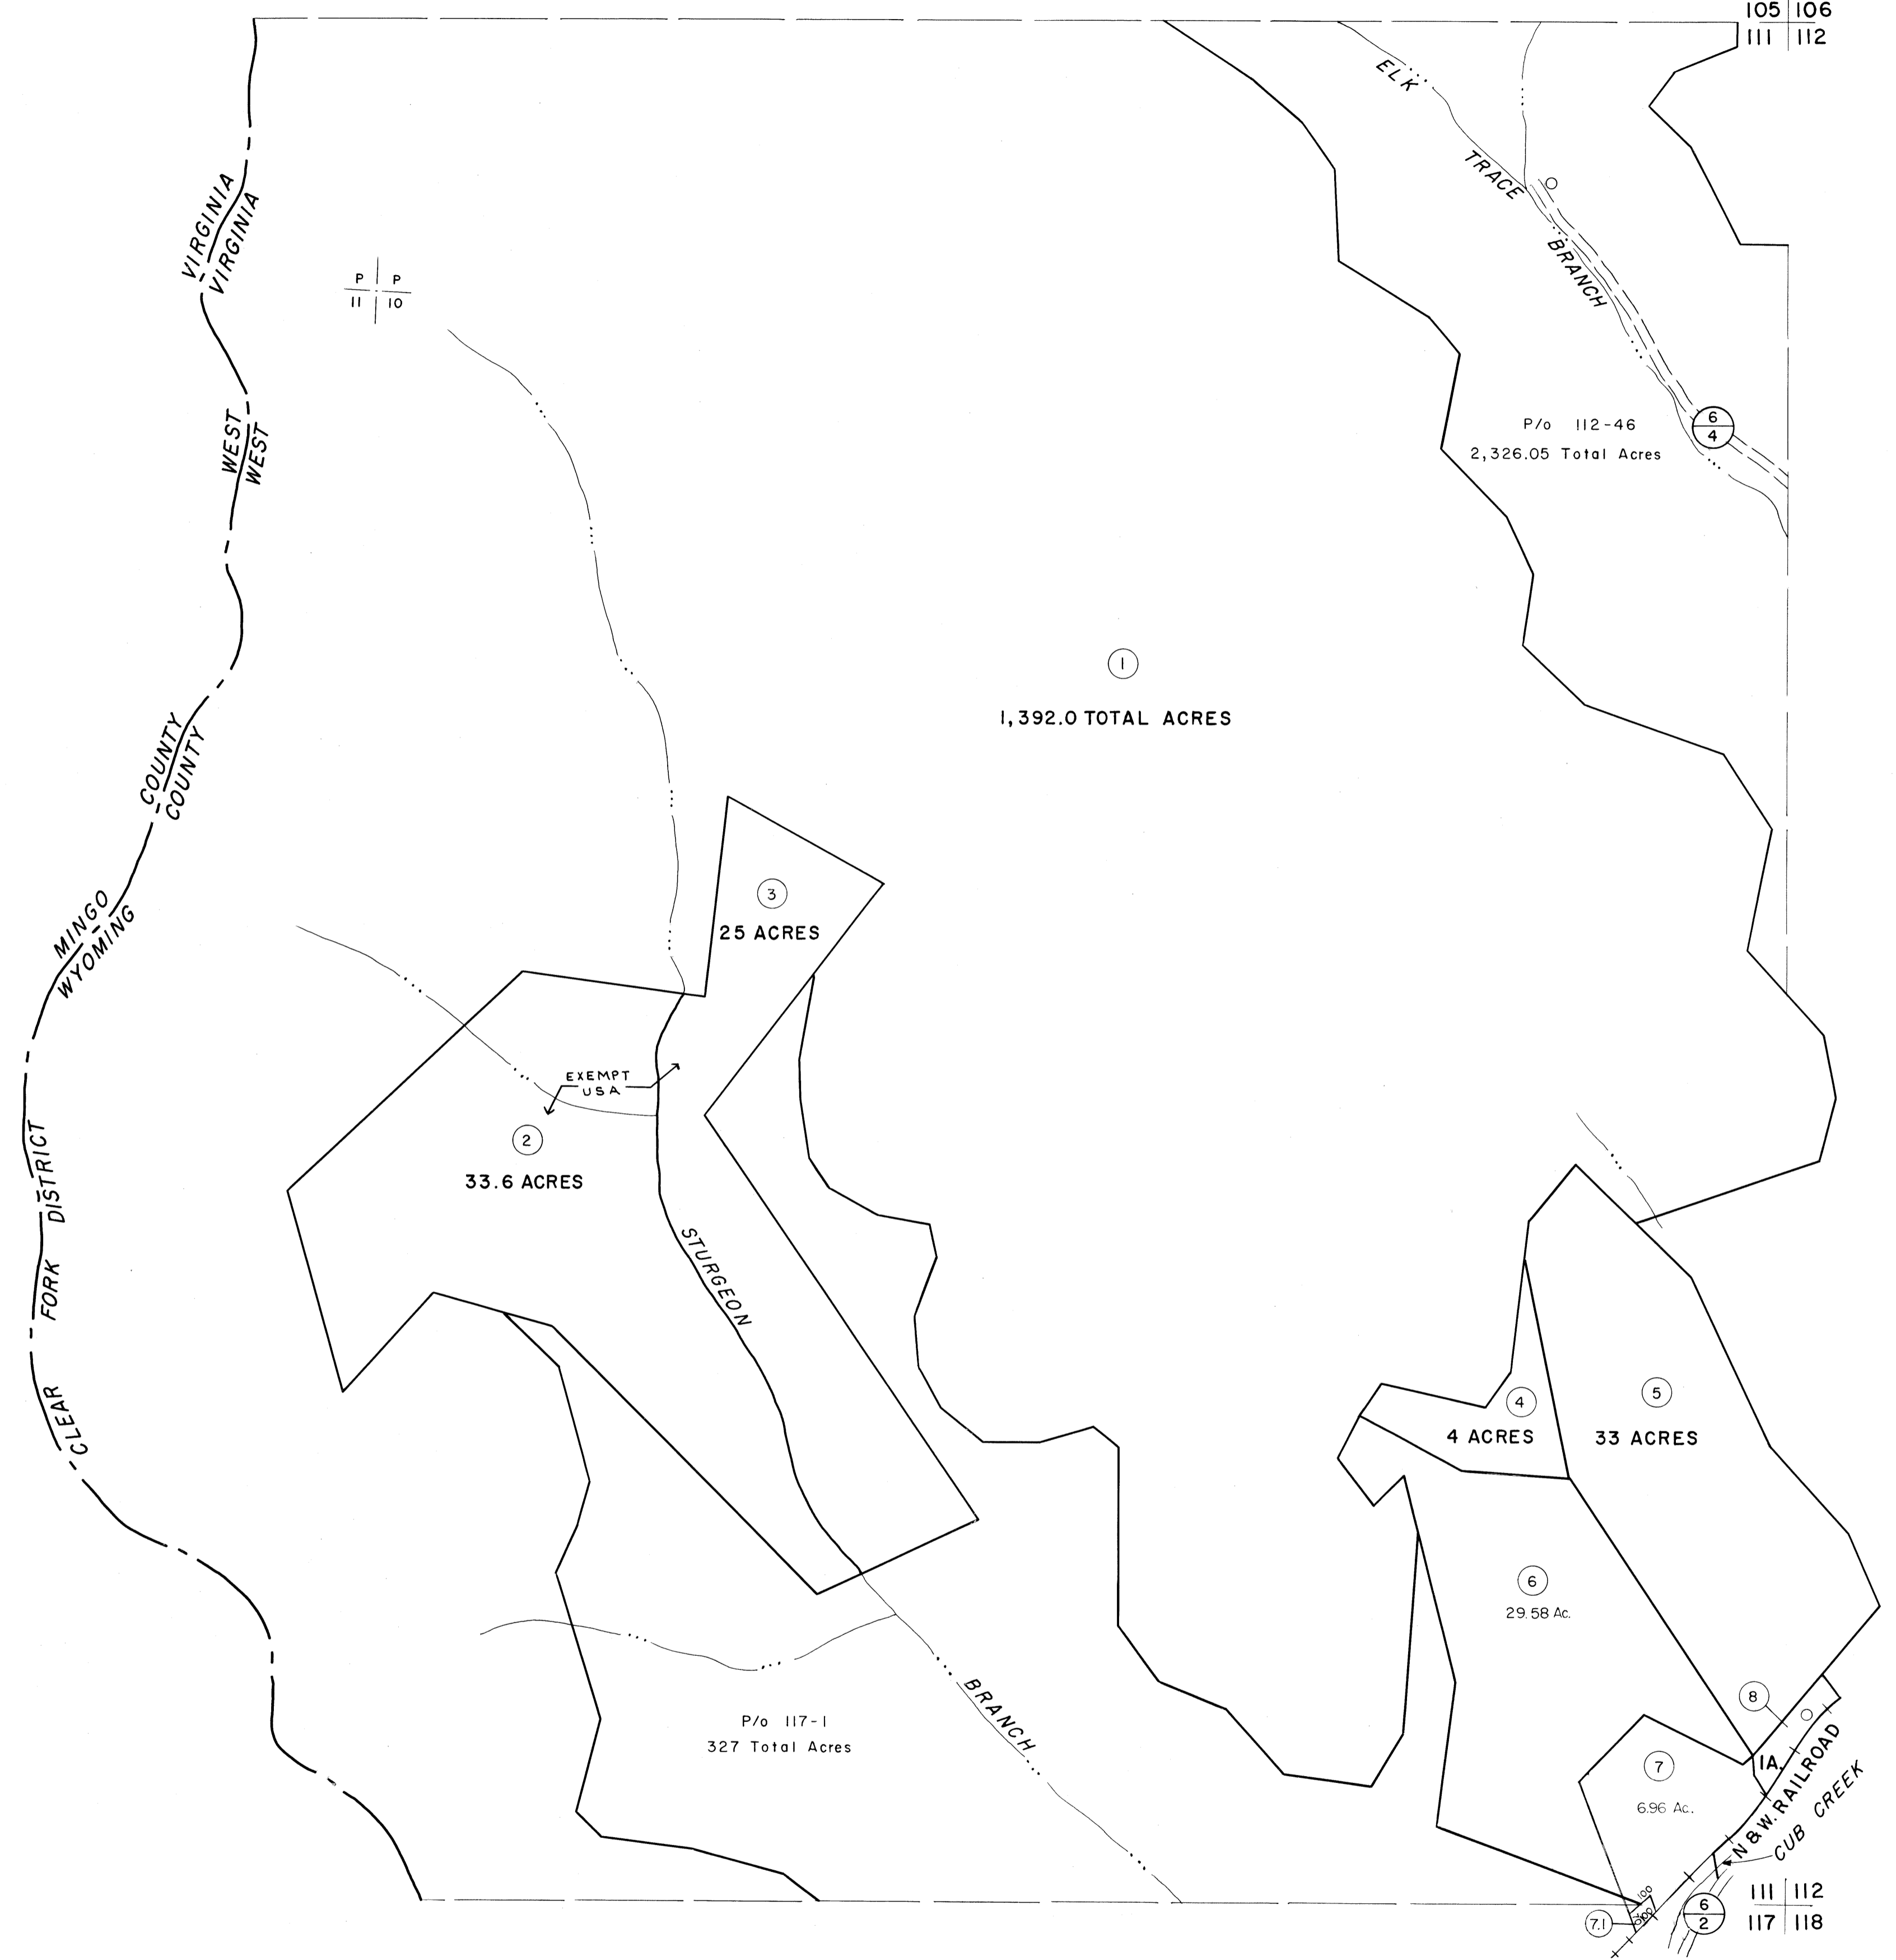 105 106
111 112
ELK
TRACE
BRANCH
VIRGINIA
VIRGINIA
P P
11 10
WEST
WEST
6
4
P/o 112-46
2,326.05 Total Acres
1
1,392.0 TOTAL ACRES
COUNTY
COUNTY
3
25 ACRES
MINGO
WYOMING
EXEMPT
USA
2
33.6 ACRES
CLEAR FORK DISTRICT
STURGEON
4
4 ACRES
5
33 ACRES
6
29.58 Ac.
BRANCH
8
P/o 117-1
327 Total Acres
7
6.96 Ac.
1A.
N & W. RAILROAD
CUB CREEK
100
100
7.1
6
2
111 112
117 118